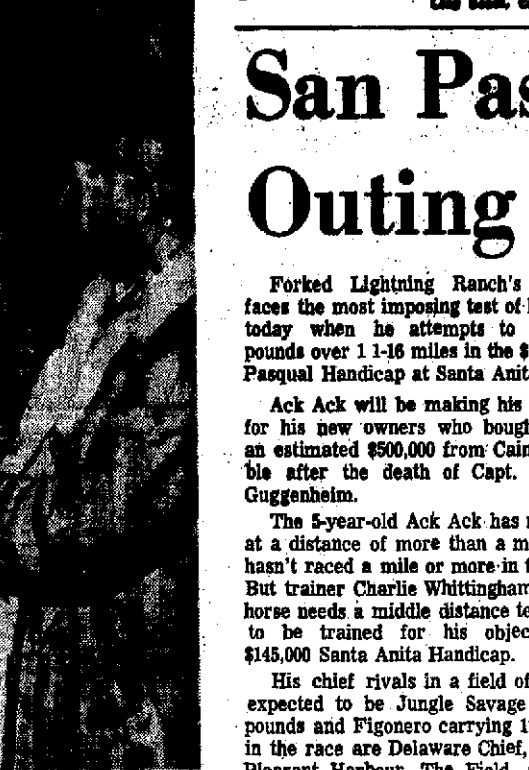 San Pas
Outing
Forked Lightning Ranch's
faces the most imposing test of
today when he attempts to
pounds over 1 1-16 miles in the $
Pasqual Handicap at Santa Anit
Ack Ack will be making his
for his new owners who bough
an estimated $500,000 from Cain
ble after the death of Capt.
Guggenheim.
The 5-year-old Ack Ack has
at a distance of more than a m
hasn't raced a mile or more in t
But trainer Charlie Whittingham
horse needs a middle distance te
to be trained for his objec
$145,000 Santa Anita Handicap.
His chief rivals in a field of
expected to be Jungle Savage
pounds and Figonero carrying 1
in the race are Delaware Chief,
Pleasant Harbour, The Field,